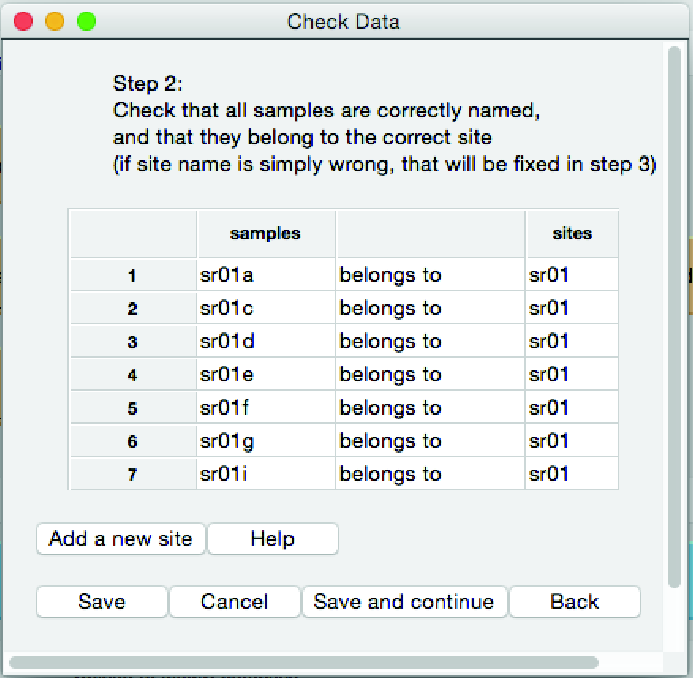 Check Data
Step 2:
Check that all samples are correctly named,
and that they belong to the correct site
(if site name is simply wrong, that will be fixed in step 3)
samples sites
1 sr01a belongs to sr01
2 sr01c belongs to sr01
3 sr01d belongs to sr01
4 sr01e belongs to sr01
5 sr01f belongs to sr01
6 sr01g belongs to sr01
7 sr01i belongs to sr01
Add a new site Help
Save Cancel Save and continue Back